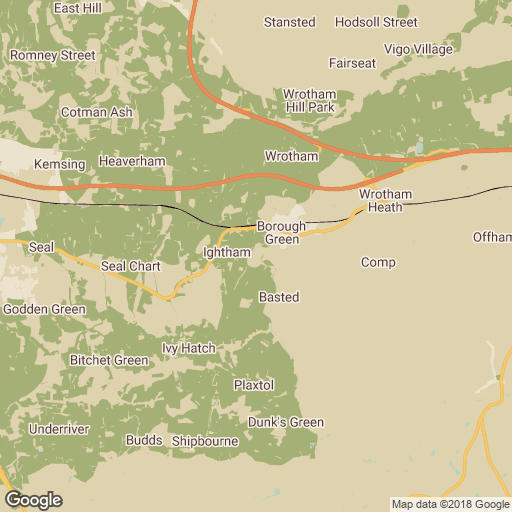 East Hill
Stansted
Hodsoll Street
Romney Street
Vigo Village
Fairseat
Wrotham
Hill Park
Cotman Ash
Kemsing
Heaverham
Wrotham
Wrotham
Heath
Borough
Green
Offham
Seal
Ightham
Seal Chart
Comp
Basted
Godden Green
Ivy Hatch
Bitchet Green
Plaxtol
Dunk's Green
Underriver
Budds
Shipbourne
Google
Map data ©2018 Google